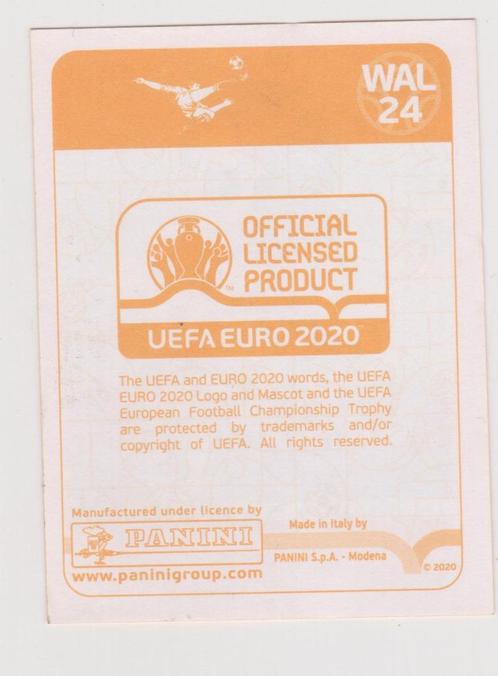 WAL
24
OFFICIAL
LICENSED
PRODUCT
TM
UEFA EURO 2020™
The UEFA and EURO 2020 words, the UEFA
EURO 2020 Logo and Mascot and the UEFA
European Football Championship Trophy
are protected by trademarks and/or
copyright of UEFA. All rights reserved.
Manufactured under licence by
PANINI
www.paninigroup.com
Made in Italy by
PANINI S.p.A. - Modena
© 2020